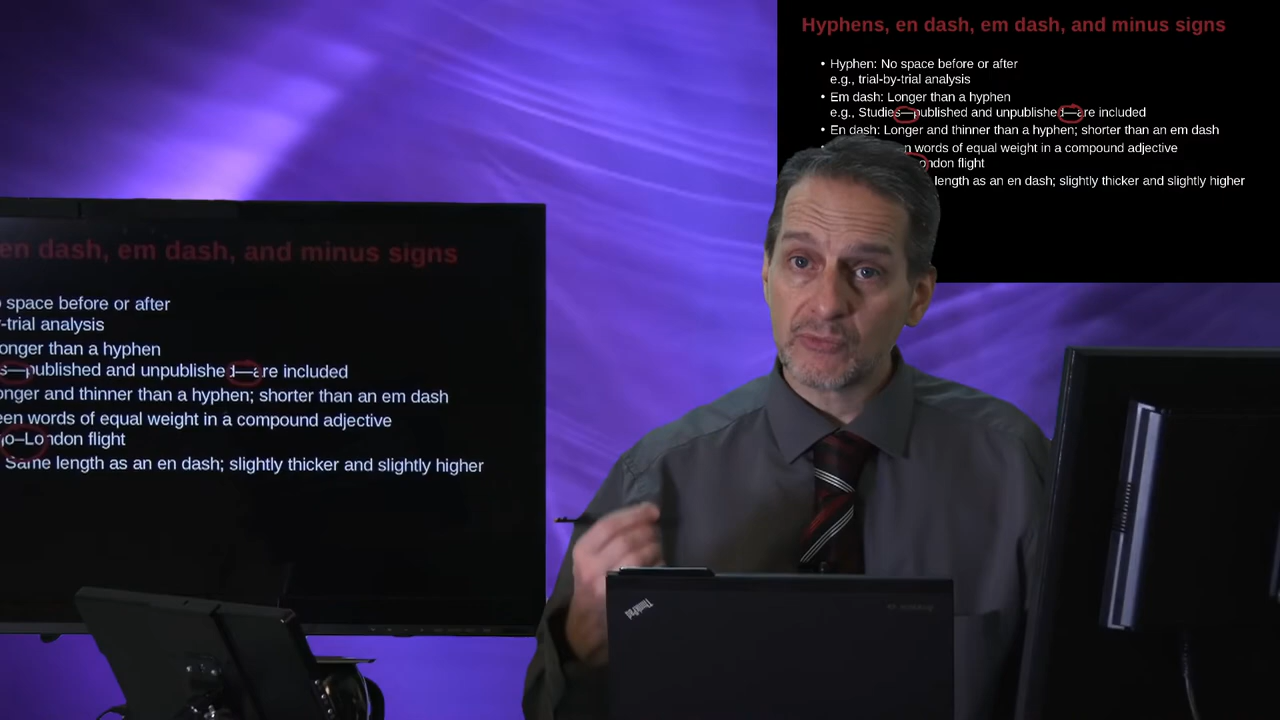 Hyphens, en dash, em dash, and minus signs
• Hyphen: No space before or after
e.g., trial-by-trial analysis
• Em dash: Longer than a hyphen
e.g., Studies—published and unpublished—are included
• En dash: Longer and thinner than a hyphen; shorter than an em dash
words of equal weight in a compound adjective
flight
length as an en dash; slightly thicker and slightly higher
en dash, em dash, and minus signs
space before or after
-trial analysis
onger than a hyphen
s—published and unpublished—are included
onger and thinner than a hyphen; shorter than an em dash
een words of equal weight in a compound adjective
o–London flight
Same length as an en dash; slightly thicker and slightly higher
ThinkPad